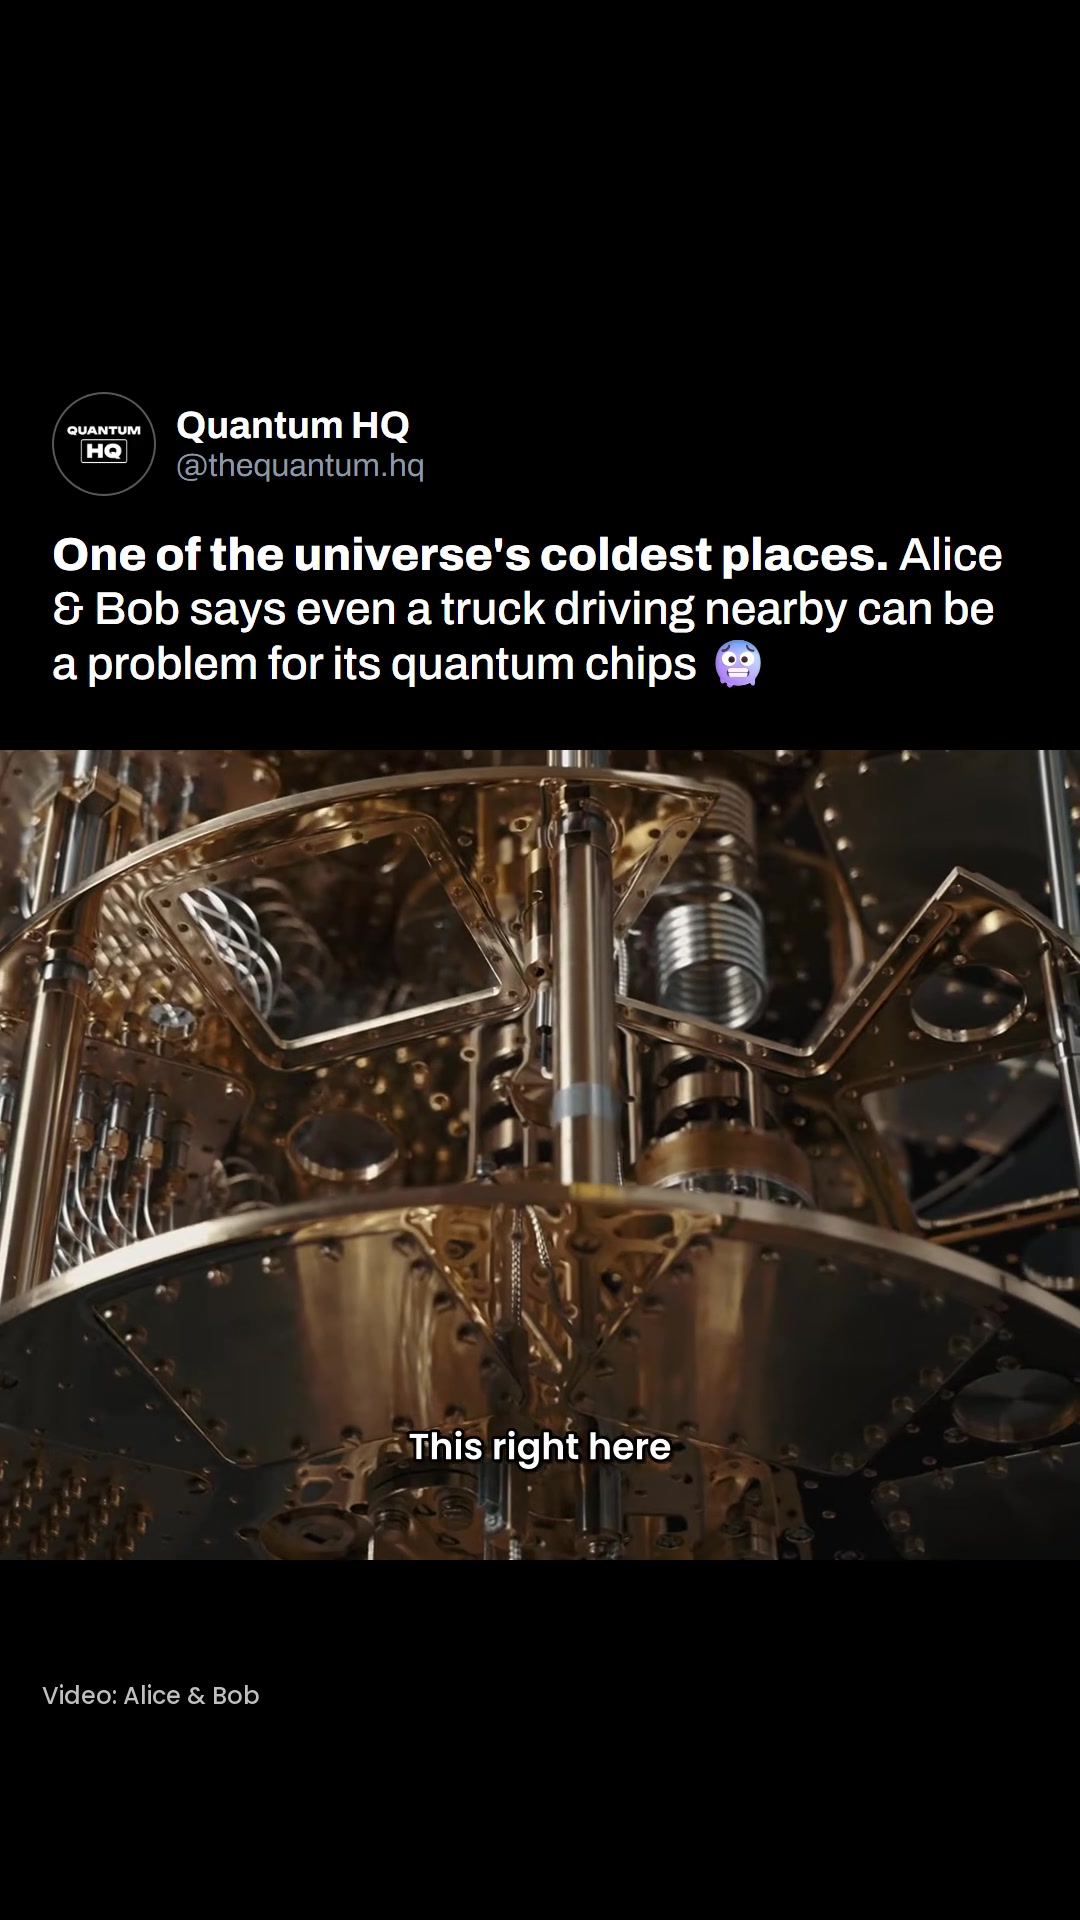 QUANTUM
HQ
Quantum HQ
@thequantum.hq
One of the universe's coldest places. Alice
& Bob says even a truck driving nearby can be
a problem for its quantum chips 🥶
This right here
Video: Alice & Bob